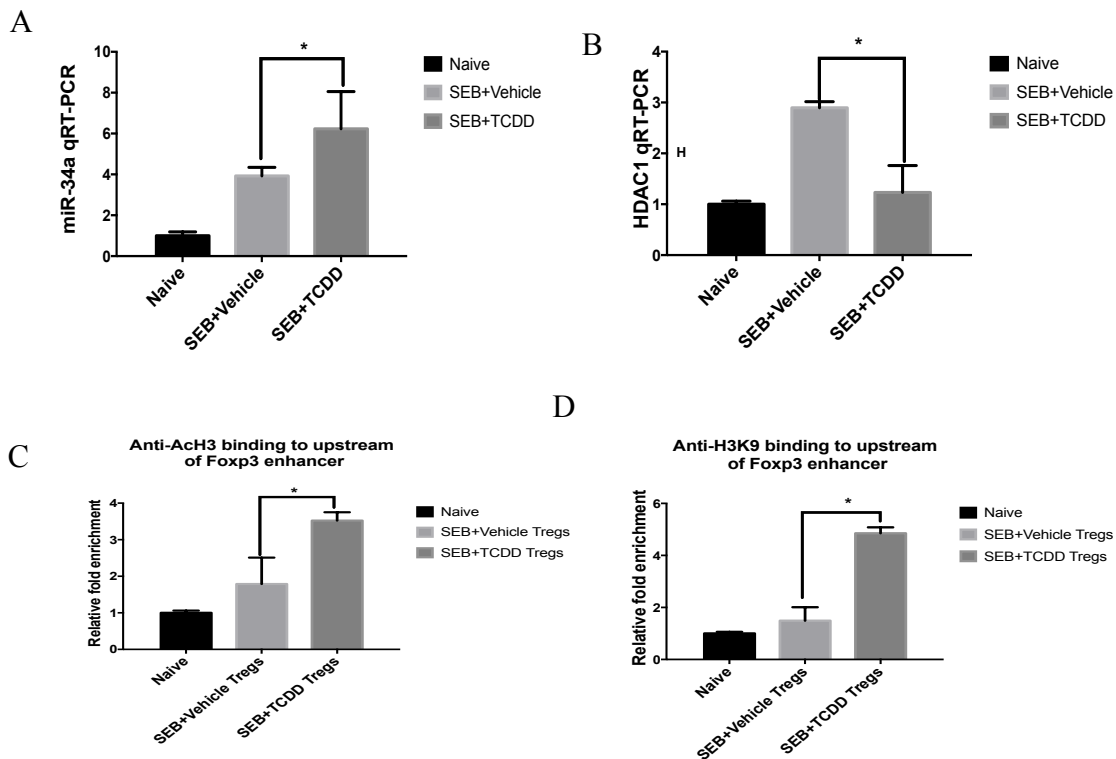 A
miR-34a qRT-PCR
10
8
6
4
2
0
*
Naive
SEB+Vehicle
SEB+TCDD
Naive
SEB+Vehicle
SEB+TCDD
B
HDAC1 qRT-PCR
H
4
3
2
1
0
*
Naive
SEB+Vehicle
SEB+TCDD
Naive
SEB+Vehicle
SEB+TCDD
C
Anti-AcH3 binding to upstream
of Foxp3 enhancer
Relative fold enrichment
4
3
2
1
0
*
Naive
SEB+Vehicle Tregs
SEB+TCDD Tregs
Naive
SEB+Vehicle Tregs
SEB+TCDD Tregs
D
Anti-H3K9 binding to upstream
of Foxp3 enhancer
Relative fold enrichment
6
4
2
0
*
Naive
SEB+Vehicle Tregs
SEB+TCDD Tregs
Naive
SEB+Vehicle Tregs
SEB+TCDD Tregs